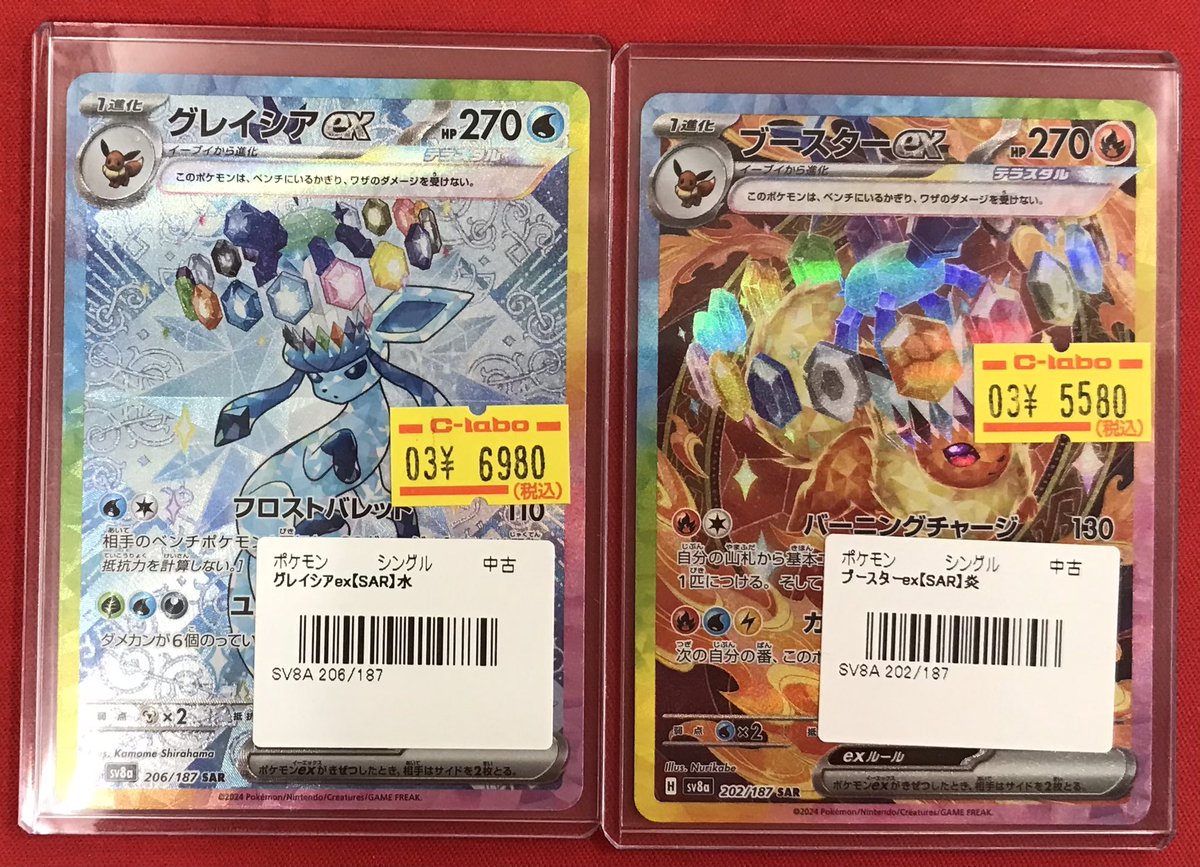 1進化
グレイシアex
HP270
イーブイから進化
テラスタル
このポケモンは、ベンチにいるかぎり、ワザのダメージを受けない。
C-labo
03¥ 6980
(税込)
フロストバレット
110
相手のベンチポケモン
抵抗力を計算しない。]
ポケモン シングル 中古
グレイシアex【SAR】水
SV8A 206/187
ユ
ダメカンが6個のってい
弱点
×2
抵抗
Kamome Shirahama
sv8a 206/187 SAR
ポケモンexがきぜつしたとき、相手はサイドを2枚とる。
©2024 Pokémon/Nintendo/Creatures/GAME FREAK.
1進化
ブースターex
HP270
イーブイから進化
テラスタル
このポケモンは、ベンチにいるかぎり、ワザのダメージを受けない。
C-labo
03¥ 5580
(税込)
バーニングチャージ
130
自分の山札から基本
1匹につける。そして
ポケモン シングル 中古
ブースターex【SAR】炎
SV8A 202/187
カ
次の自分の番、このポ
弱点
×2
Illus. Nurikabe
H sv8a 202/187 SAR
exルール
ポケモンexがきぜつしたとき、相手はサイドを2枚とる。
©2024 Pokémon/Nintendo/Creatures/GAME FREAK.